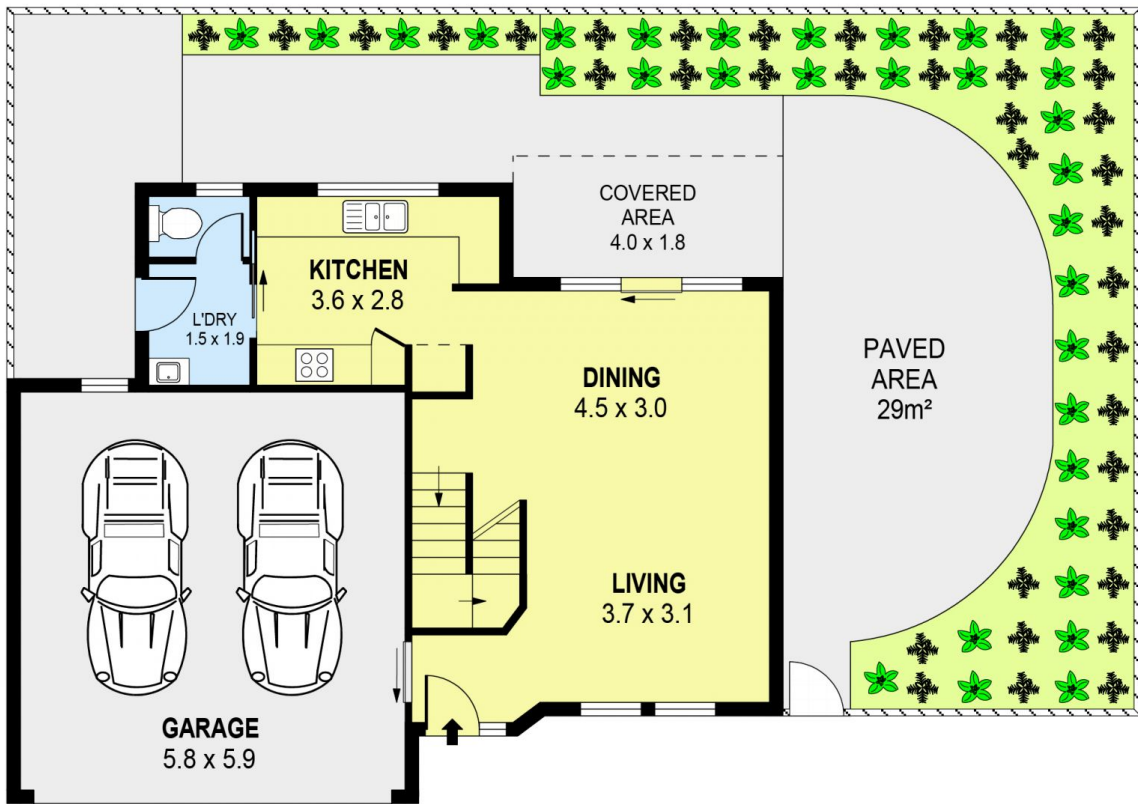 COVERED
AREA
4.0 x 1.8
KITCHEN
3.6 x 2.8
L'DRY
1.5 x 1.9
PAVED
AREA
29m²
DINING
4.5 x 3.0
LIVING
3.7 x 3.1
GARAGE
5.8 x 5.9